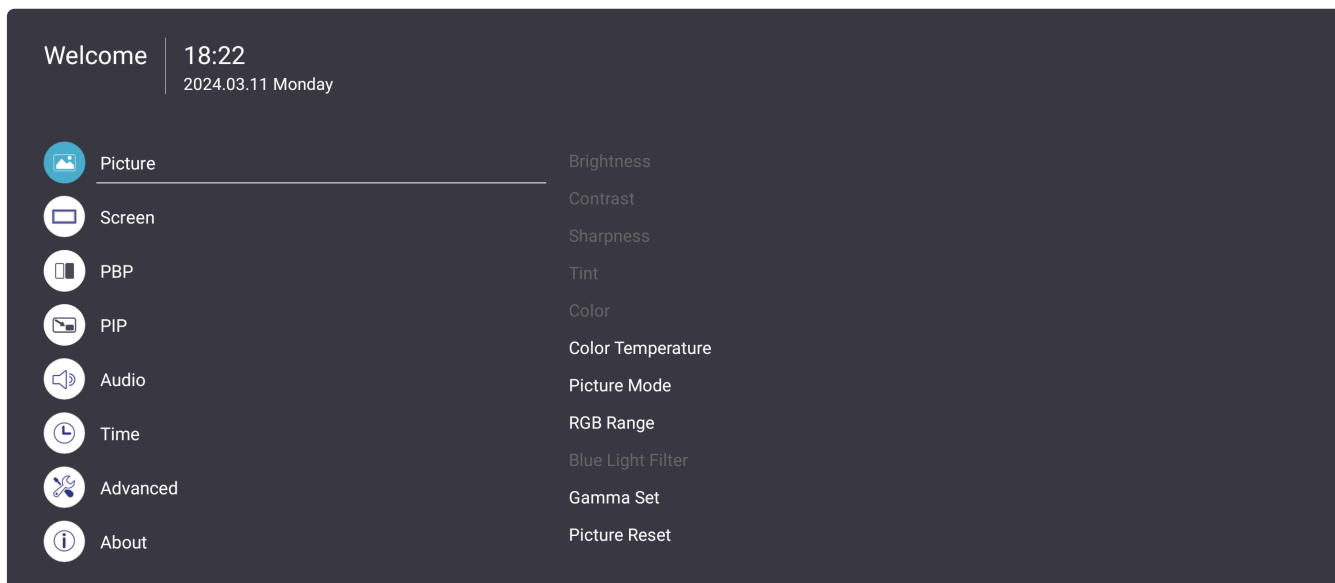 Welcome
18:22
2024.03.11 Monday
Picture
Screen
PBP
PIP
Audio
Time
Advanced
About
Brightness
Contrast
Sharpness
Tint
Color
Color Temperature
Picture Mode
RGB Range
Blue Light Filter
Gamma Set
Picture Reset